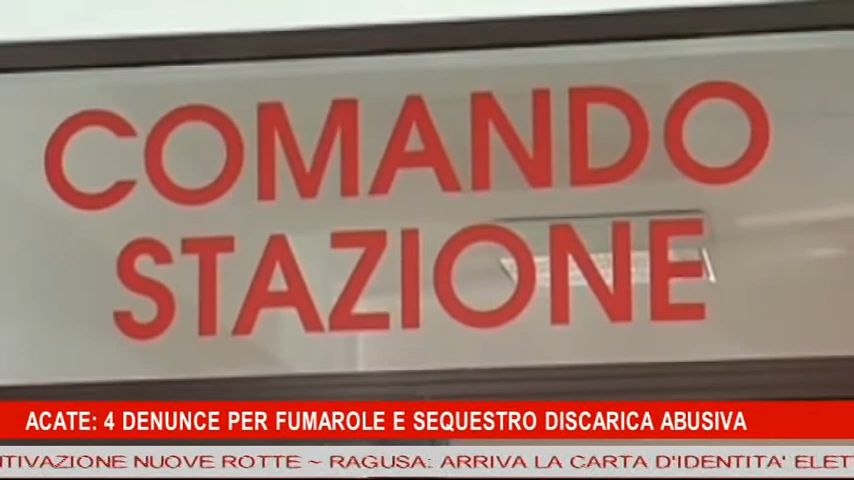 COMANDO
STAZIONE
ACATE: 4 DENUNCE PER FUMAROLE E SEQUESTRO DISCARICA ABUSIVA
NUOVE ROTTE ~ RAGUSA: ARRIVA LA CARTA D'IDENTITA'